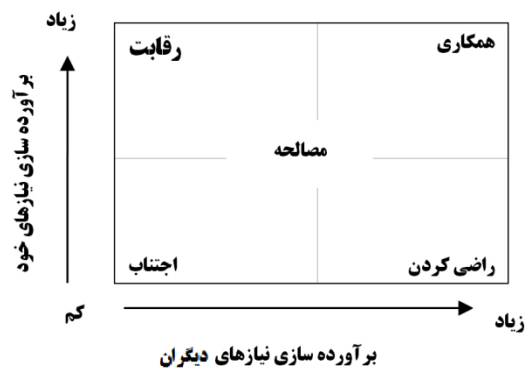 زیاد
همکاری
رقابت
برآورده سازی نیازهای خود
مصالحه
راضی کردن
اجتناب
کم
زیاد
برآورده سازی نیازهای دیگران